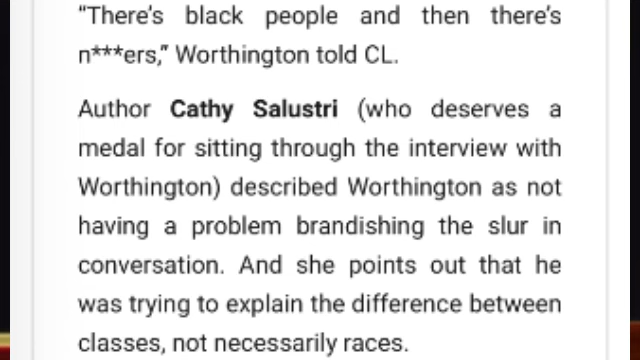 “There’s black people and then there’s
n***ers,” Worthington told CL.
Author Cathy Salustri (who deserves a
medal for sitting through the interview with
Worthington) described Worthington as not
having a problem brandishing the slur in
conversation. And she points out that he
was trying to explain the difference between
classes, not necessarily races.